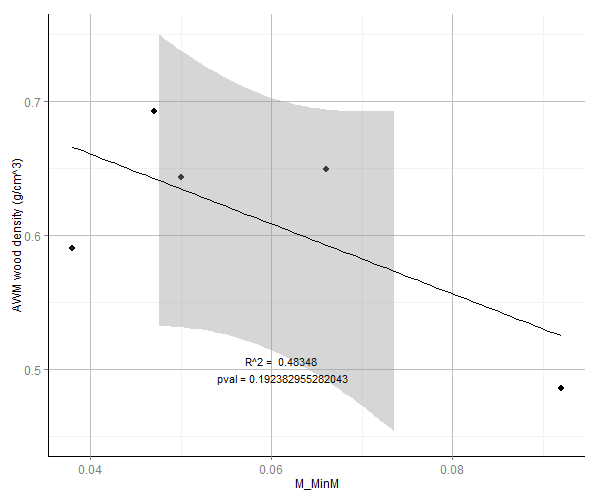 0.7
0.6
0.5
AWM wood density (g/cm^3)
R^2 = 0.48348
pval = 0.192382955282043
0.04
0.06
0.08
M_MinM